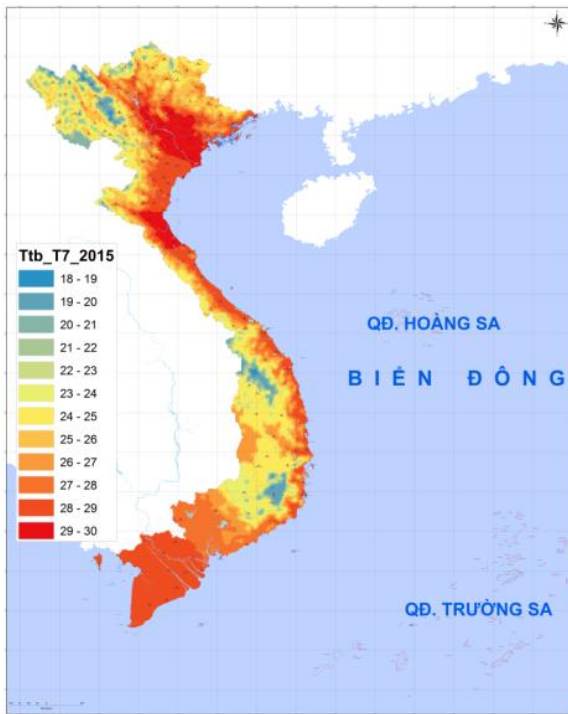 Ttb_T7_2015
18 - 19
19 - 20
20 - 21
21 - 22
22 - 23
23 - 24
24 - 25
25 - 26
26 - 27
27 - 28
28 - 29
29 - 30
QĐ. HOÀNG SA
BIỂN ĐÔNG
QĐ. TRƯỜNG SA